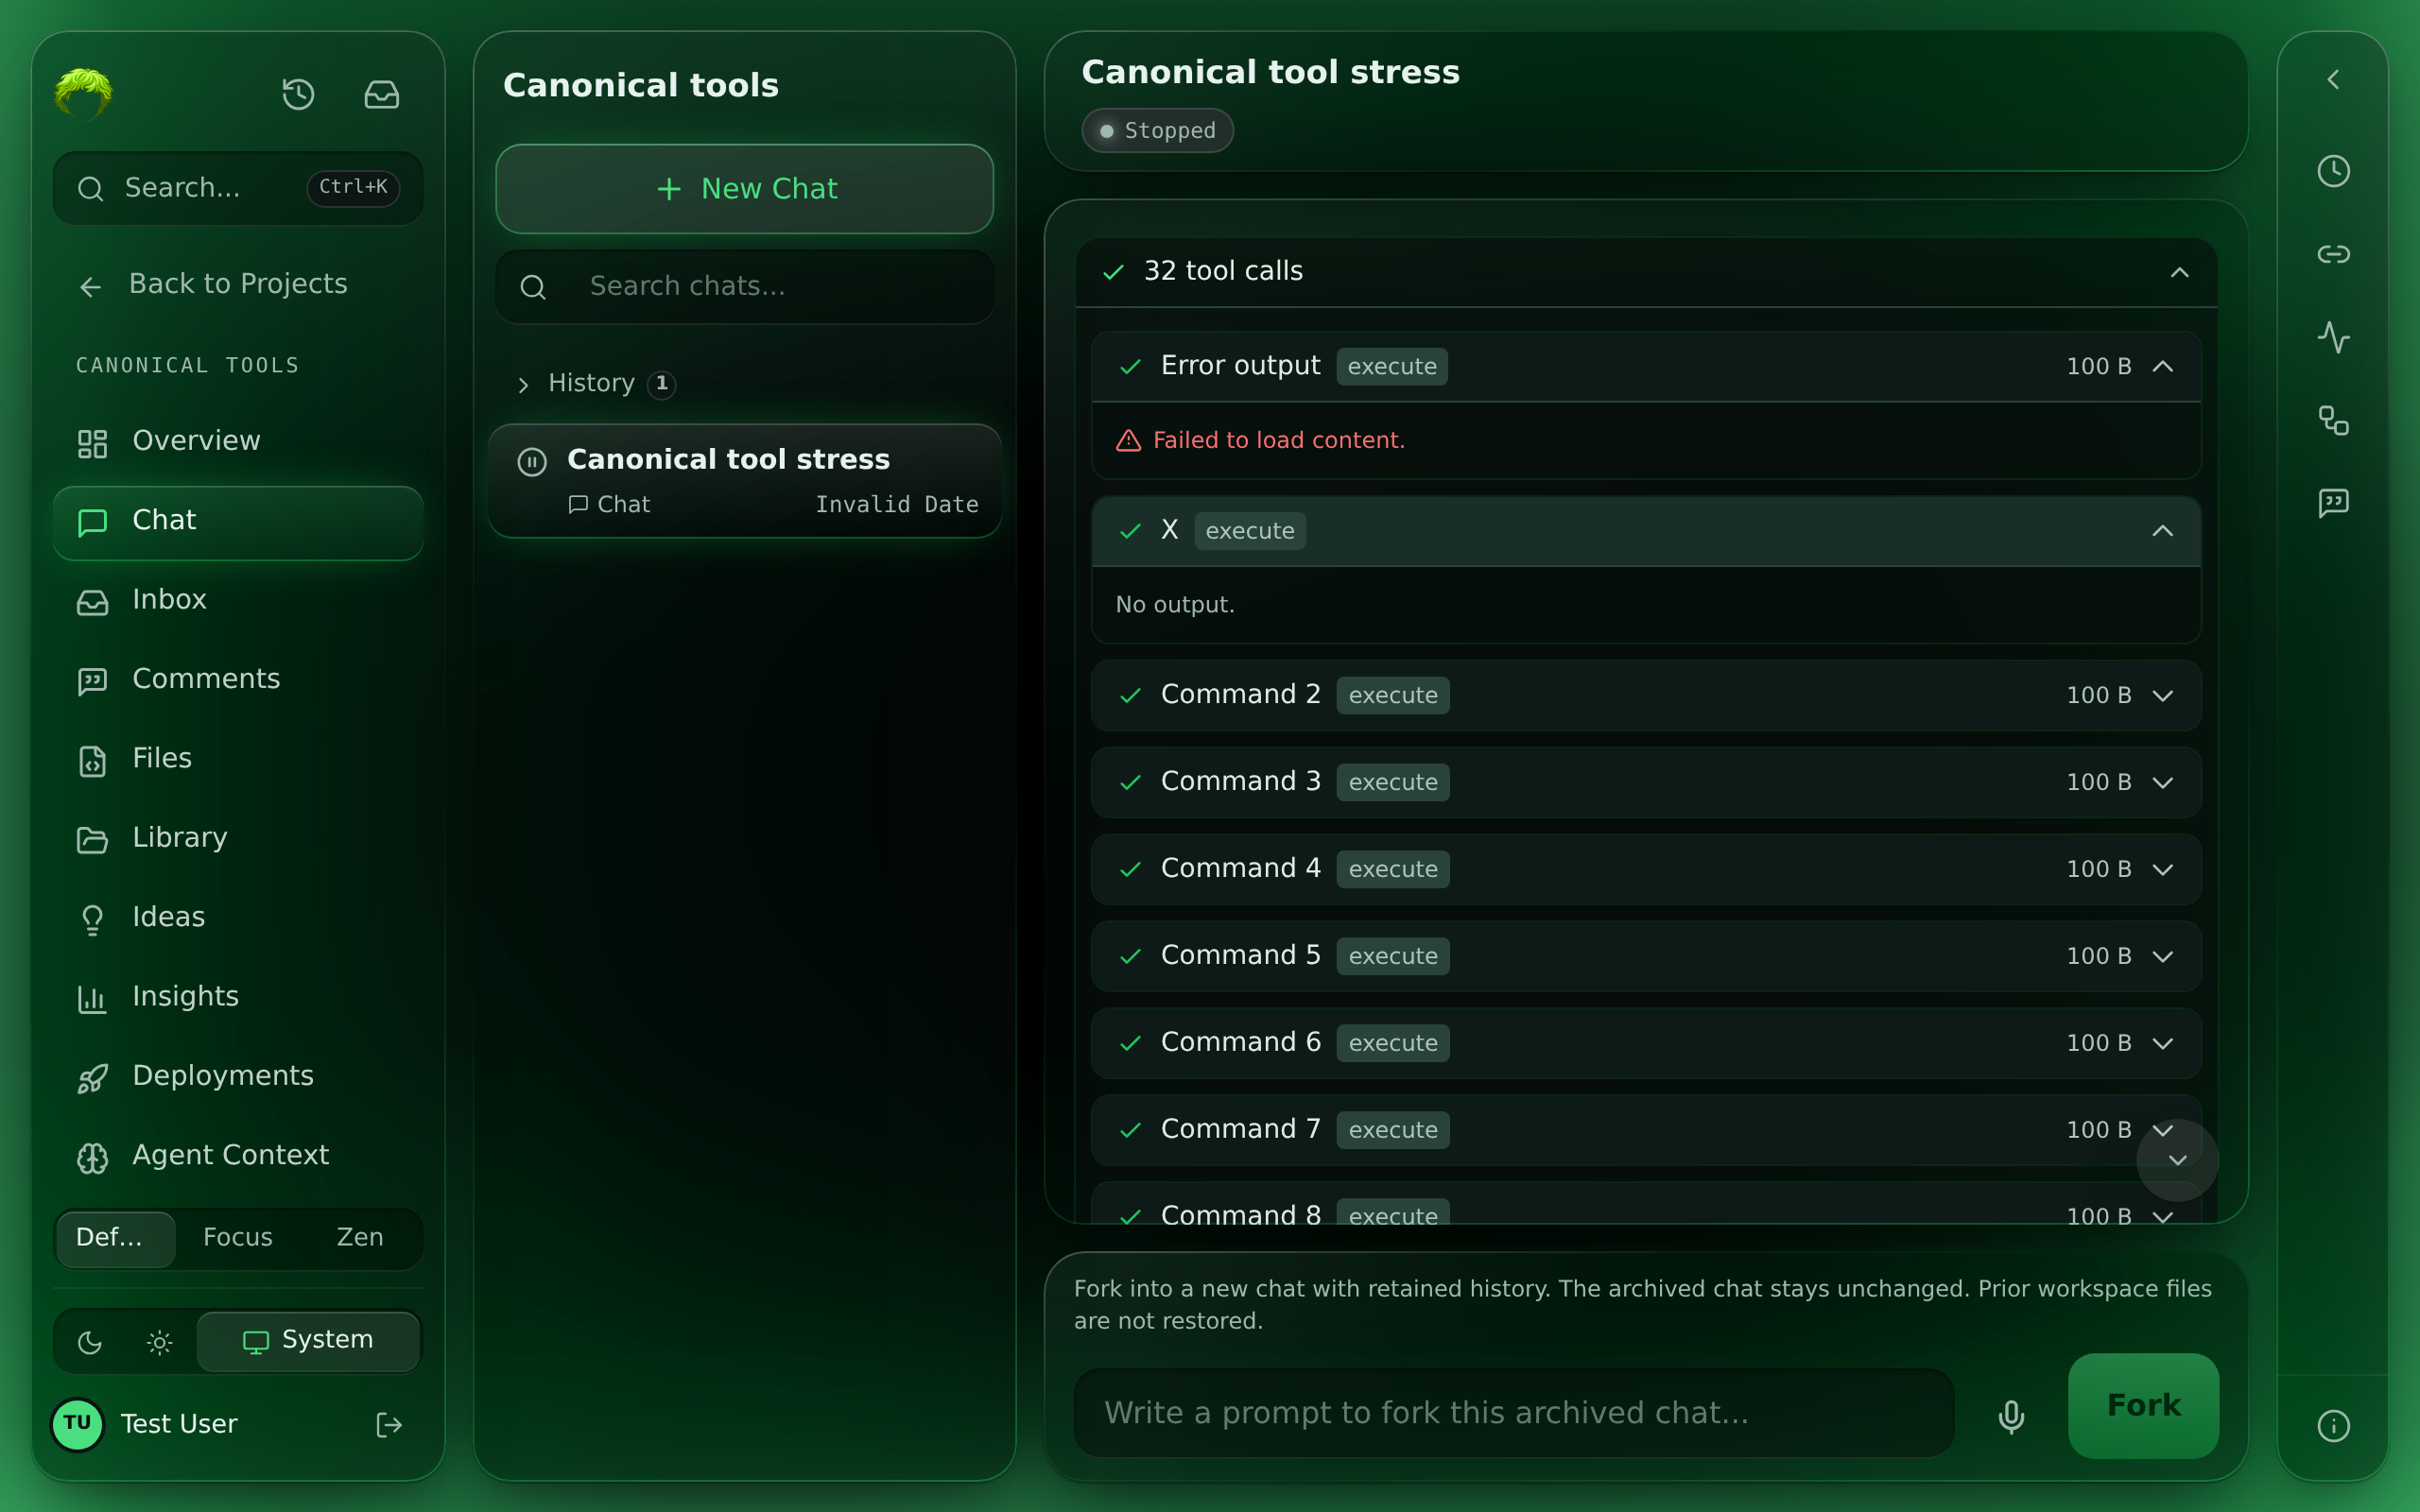 Search...
Ctrl+K
Back to Projects
CANONICAL TOOLS
Overview
Chat
Inbox
Comments
Files
Library
Ideas
Insights
Deployments
Agent Context
Def...
Focus
Zen
System
TU
Test User
Canonical tools
New Chat
Search chats...
History 1
Canonical tool stress
Chat
Invalid Date
Canonical tool stress
Stopped
32 tool calls
Error output execute 100 B
Failed to load content.
X execute
No output.
Command 2 execute 100 B
Command 3 execute 100 B
Command 4 execute 100 B
Command 5 execute 100 B
Command 6 execute 100 B
Command 7 execute 100 B
Command 8 execute 100 B
Fork into a new chat with retained history. The archived chat stays unchanged. Prior workspace files
are not restored.
Write a prompt to fork this archived chat...
Fork